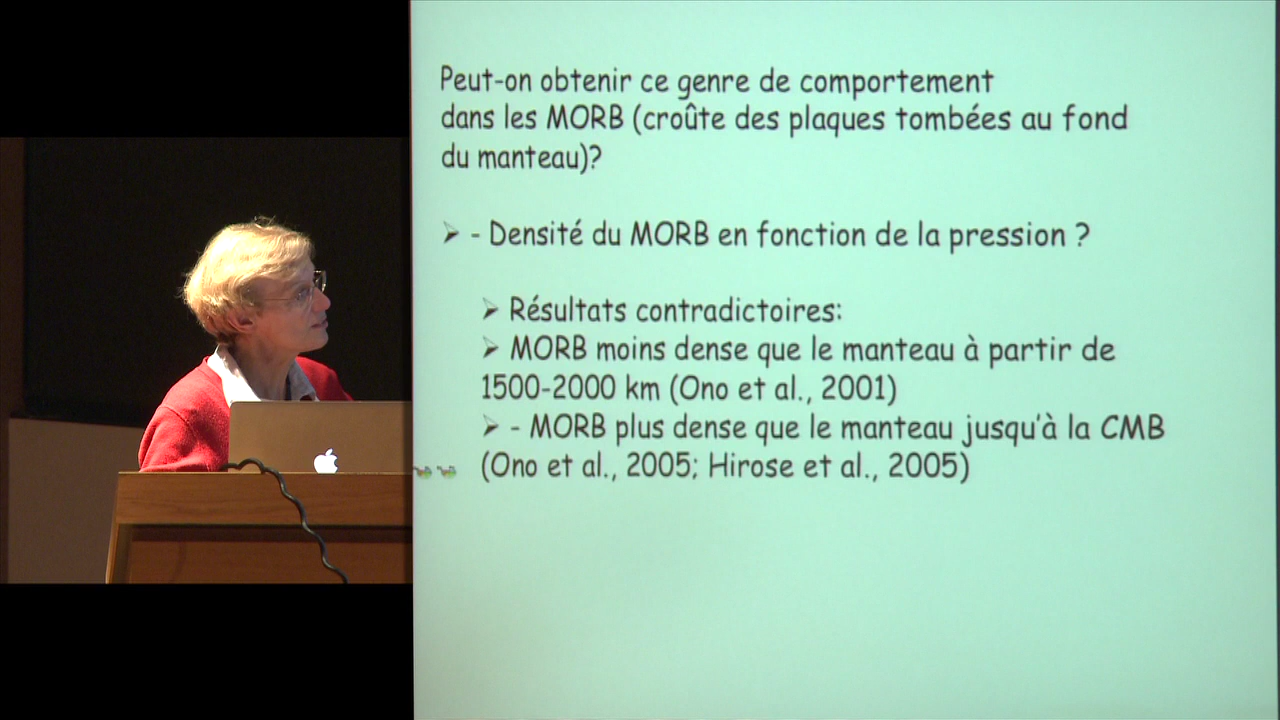 Peut-on obtenir ce genre de comportement
dans les MORB (croûte des plaques tombées au fond
du manteau)?
➢ - Densité du MORB en fonction de la pression ?
➢ Résultats contradictoires:
➢ MORB moins dense que le manteau à partir de
1500-2000 km (Ono et al., 2001)
➢ - MORB plus dense que le manteau jusqu'à la CMB
(Ono et al., 2005; Hirose et al., 2005)